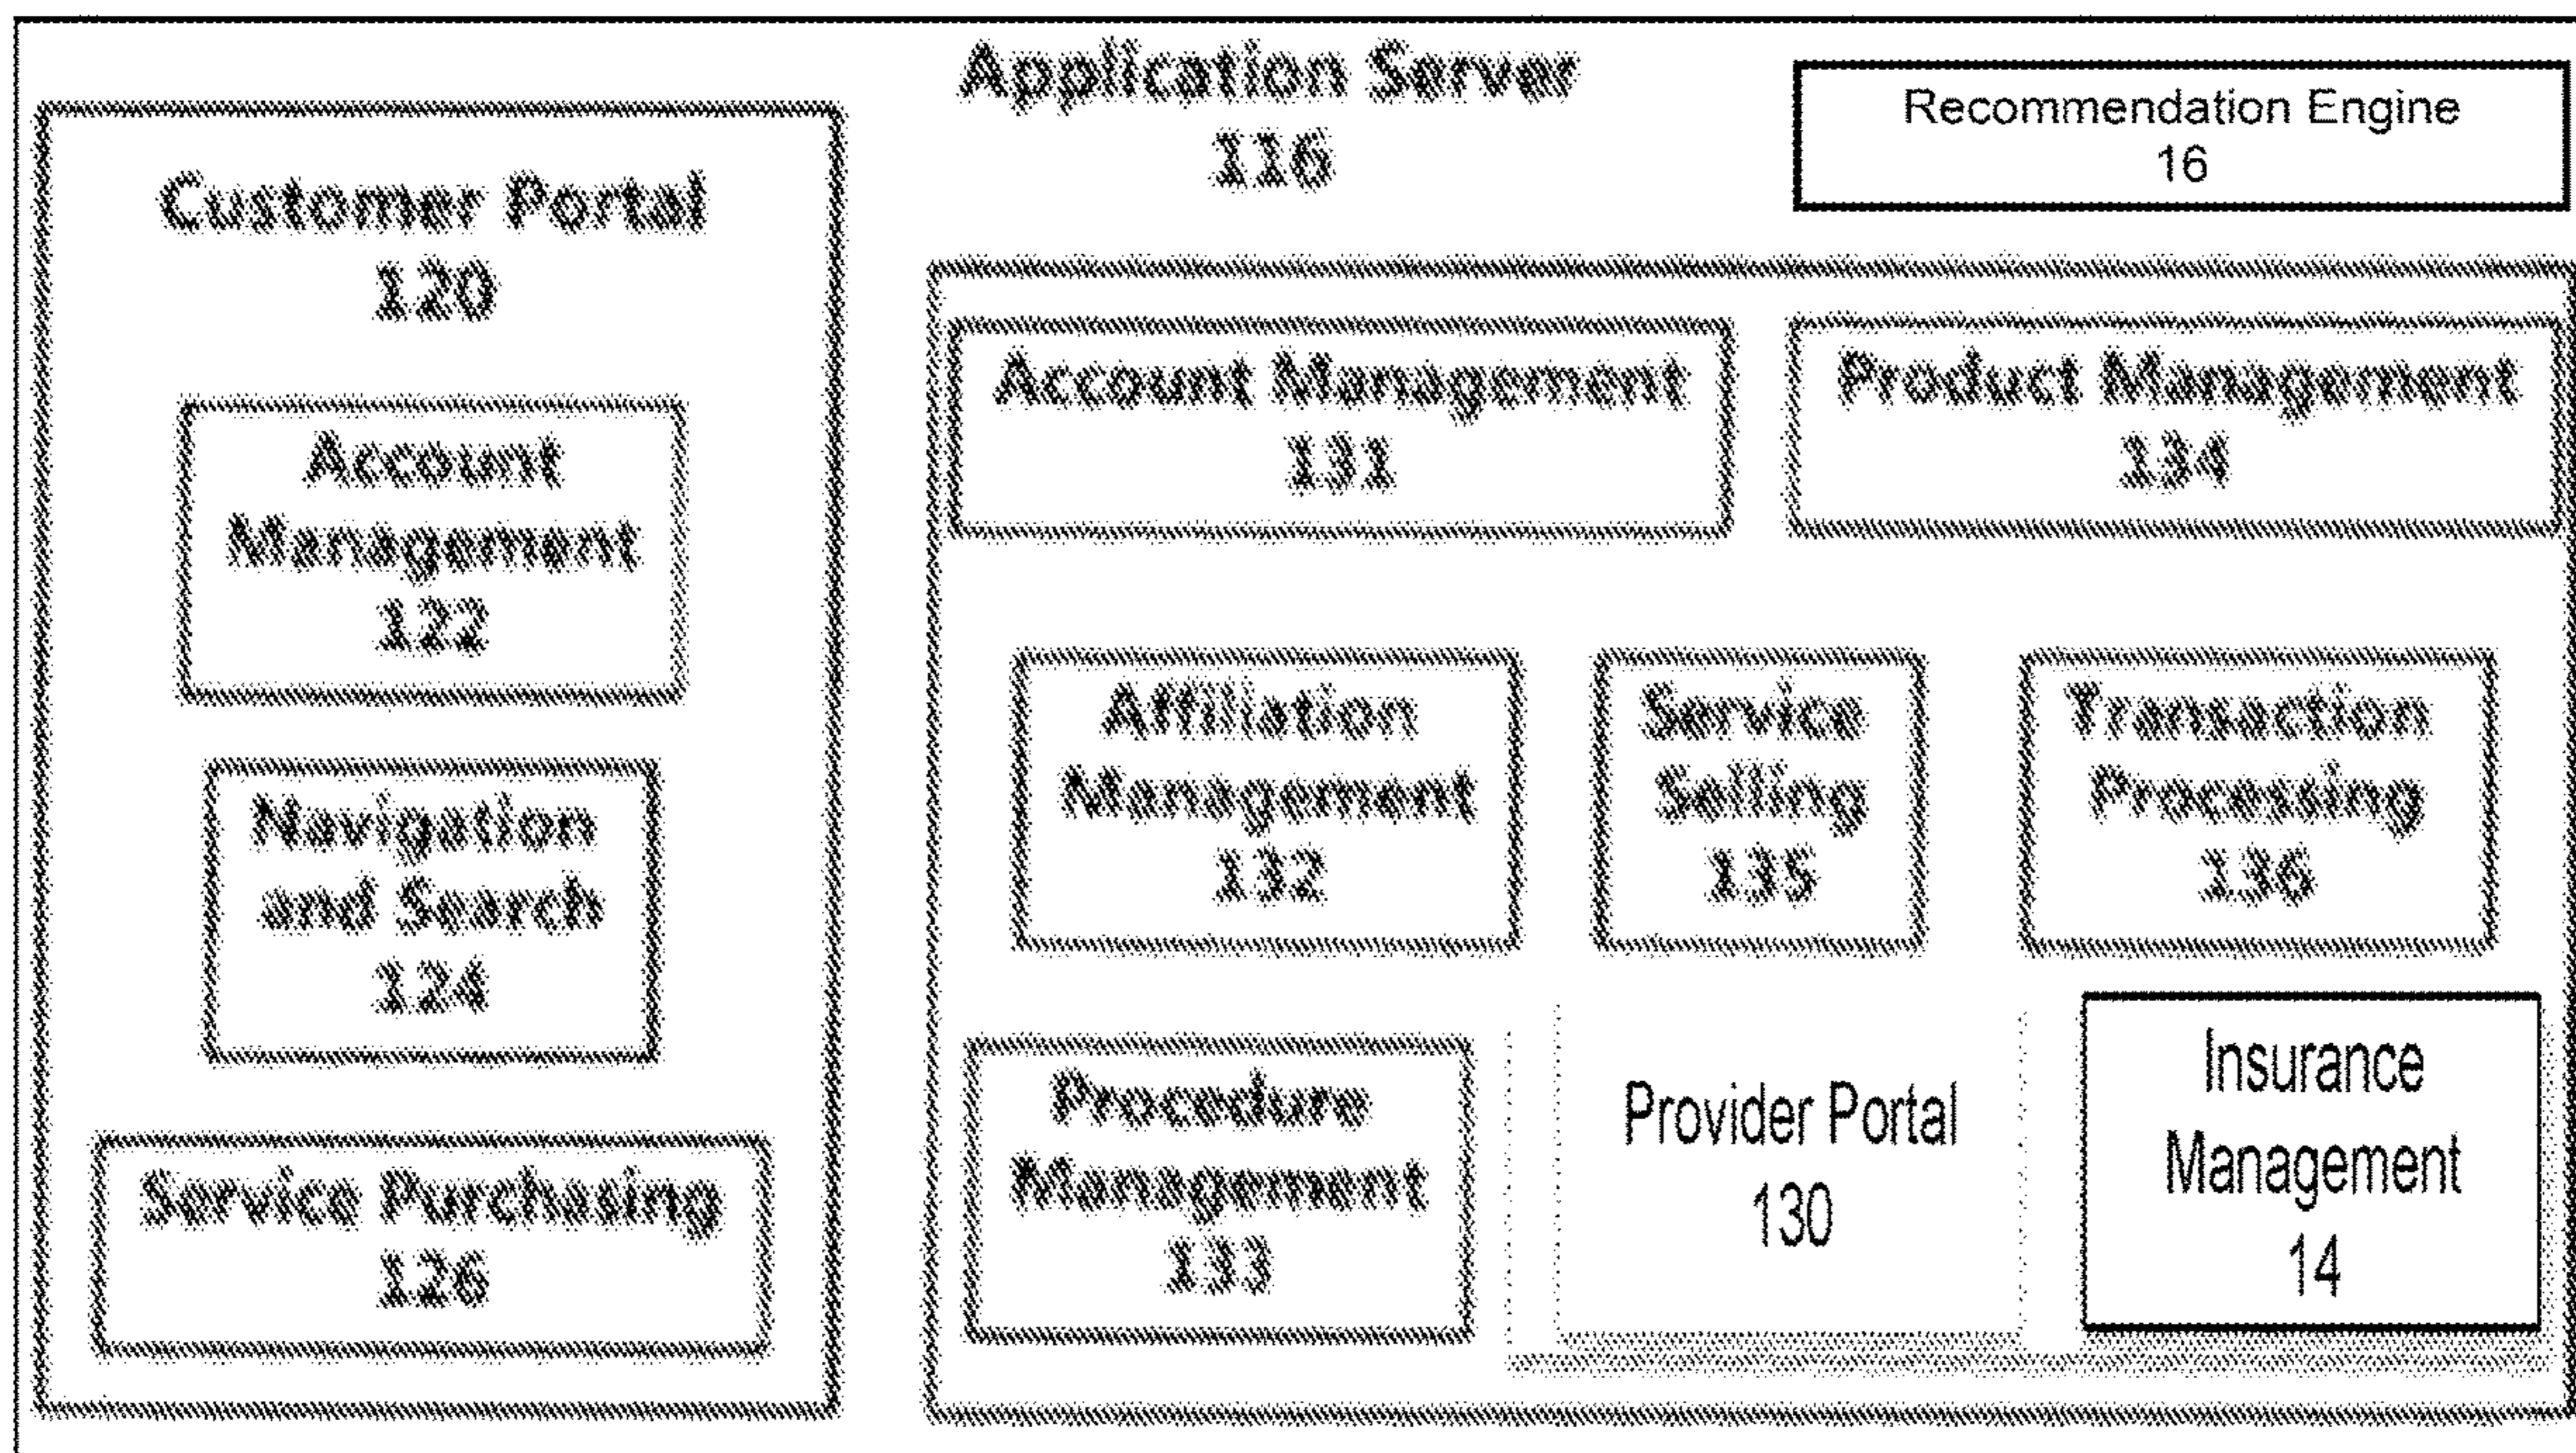 Application Server
116
Recommendation Engine
16
Customer Portal
120
Account
Management
122
Navigation
and Search
124
Service Purchasing
126
Account Management
131
Product Management
134
Affiliation
Management
132
Service
Selling
135
Transaction
Processing
136
Procedure
Management
133
Provider Portal
130
Insurance
Management
14